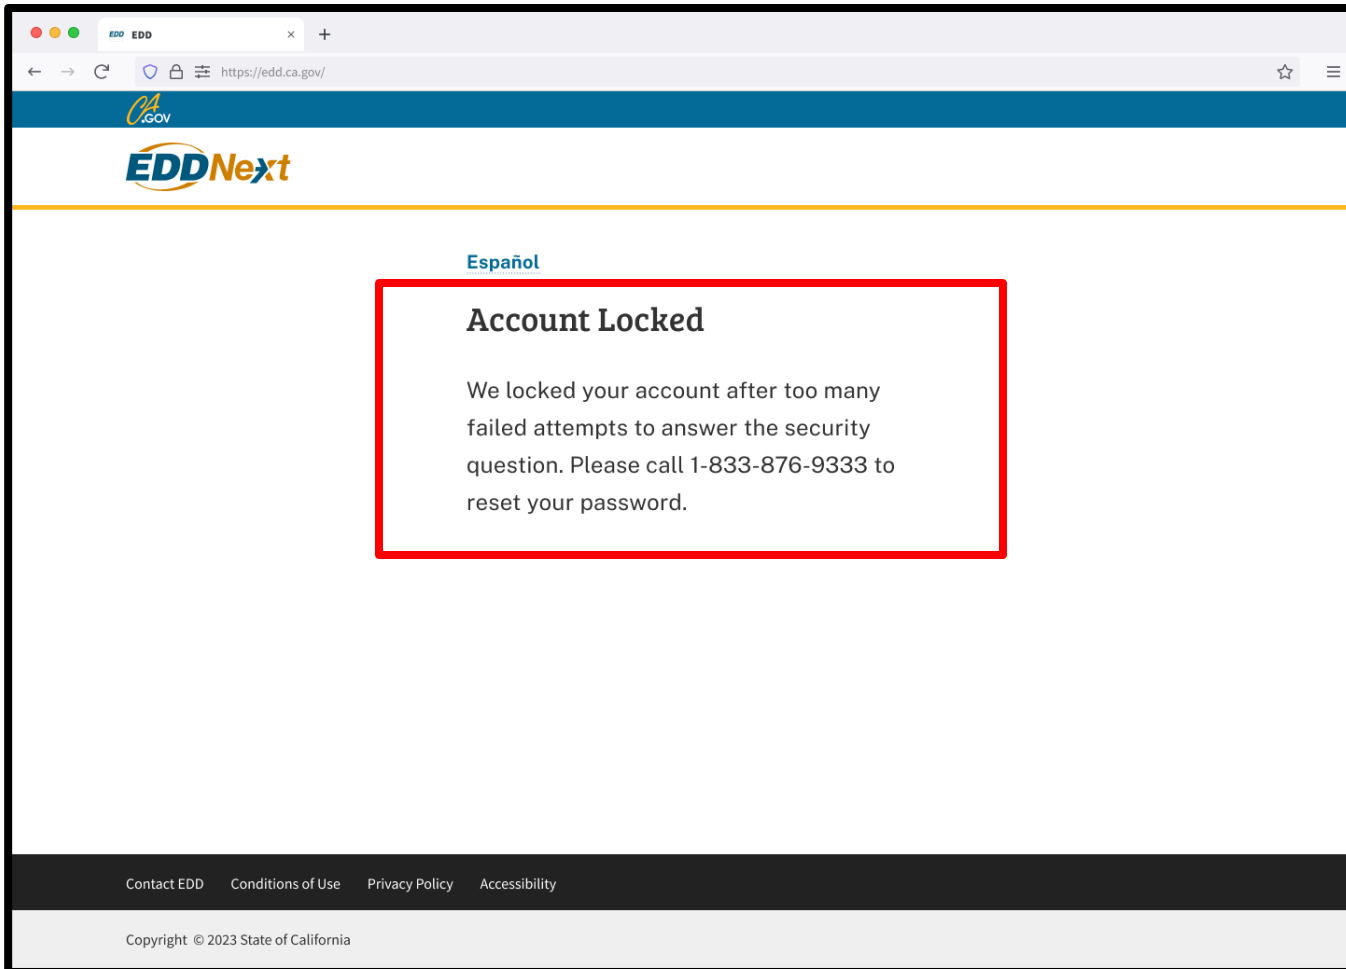 EDD EDD
https://edd.ca.gov/
CA.GOV
EDDNext
Español
Account Locked
We locked your account after too many
failed attempts to answer the security
question. Please call 1-833-876-9333 to
reset your password.
Contact EDD Conditions of Use Privacy Policy Accessibility
Copyright © 2023 State of California